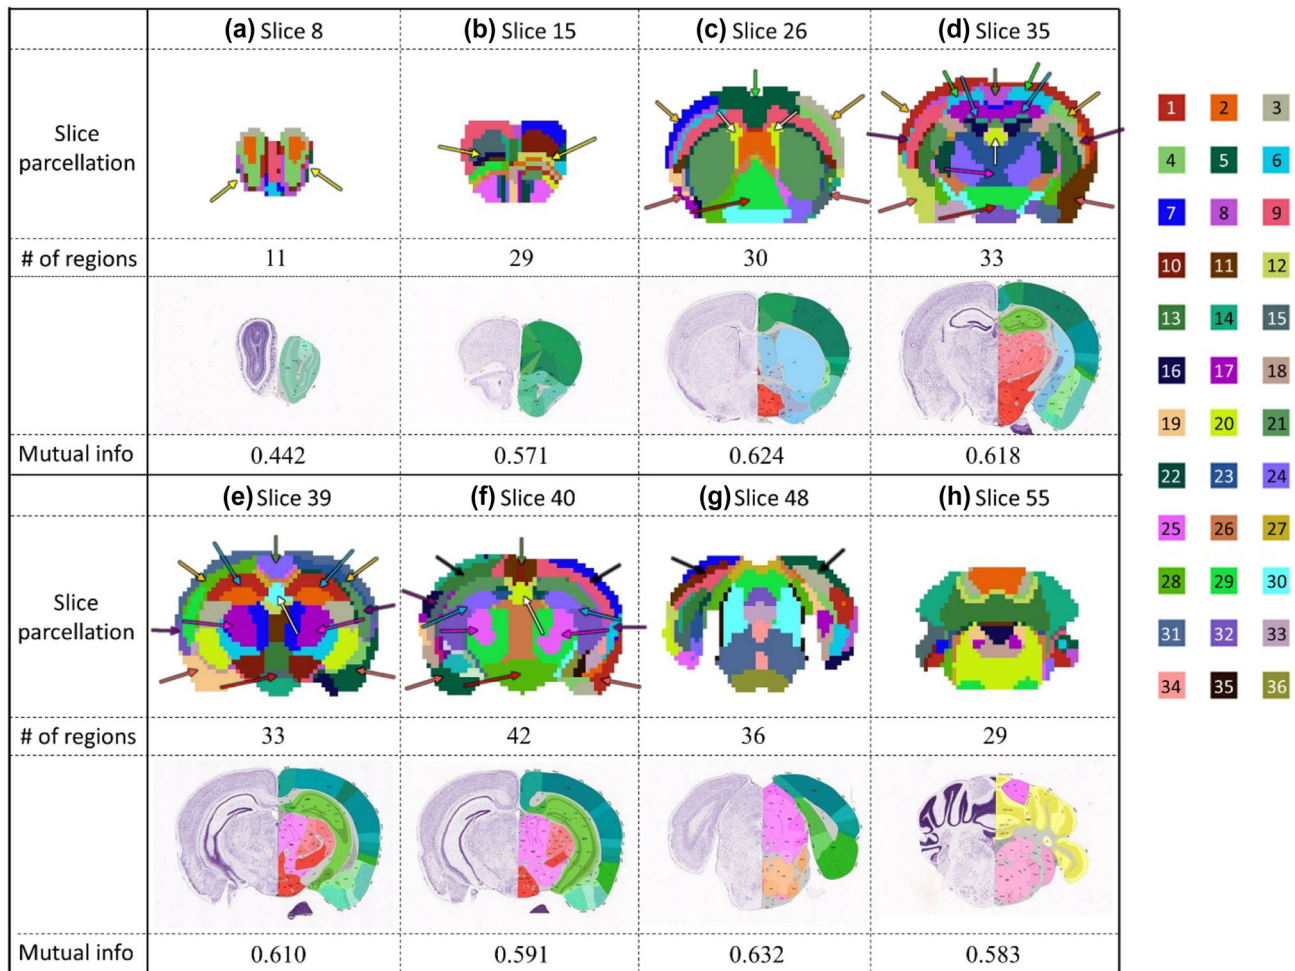 (a) Slice 8 (b) Slice 15 (c) Slice 26 (d) Slice 35
Slice
parcellation
# of regions 11 29 30 33
Mutual info 0.442 0.571 0.624 0.618
(e) Slice 39 (f) Slice 40 (g) Slice 48 (h) Slice 55
Slice
parcellation
# of regions 33 42 36 29
Mutual info 0.610 0.591 0.632 0.583
1 2 3
4 5 6
7 8 9
10 11 12
13 14 15
16 17 18
19 20 21
22 23 24
25 26 27
28 29 30
31 32 33
34 35 36